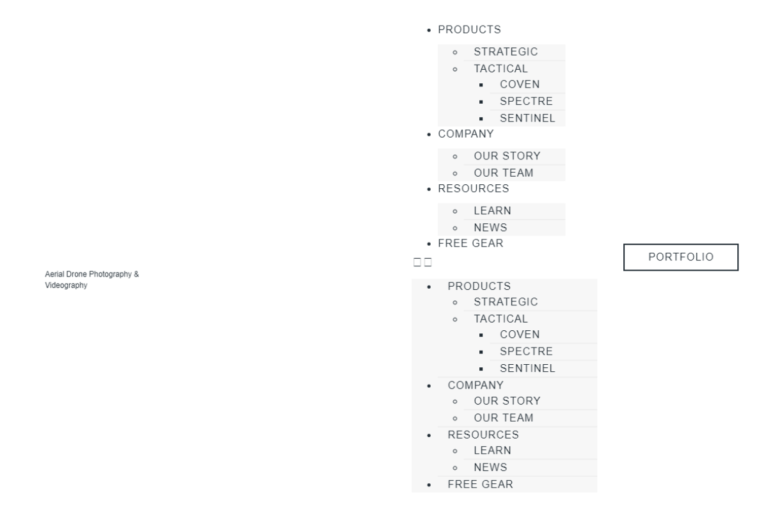 PRODUCTS
STRATEGIC
TACTICAL
COVEN
SPECTRE
SENTINEL
COMPANY
OUR STORY
OUR TEAM
RESOURCES
LEARN
NEWS
FREE GEAR
PORTFOLIO
Aerial Drone Photography &
Videography
PRODUCTS
STRATEGIC
TACTICAL
COVEN
SPECTRE
SENTINEL
COMPANY
OUR STORY
OUR TEAM
RESOURCES
LEARN
NEWS
FREE GEAR